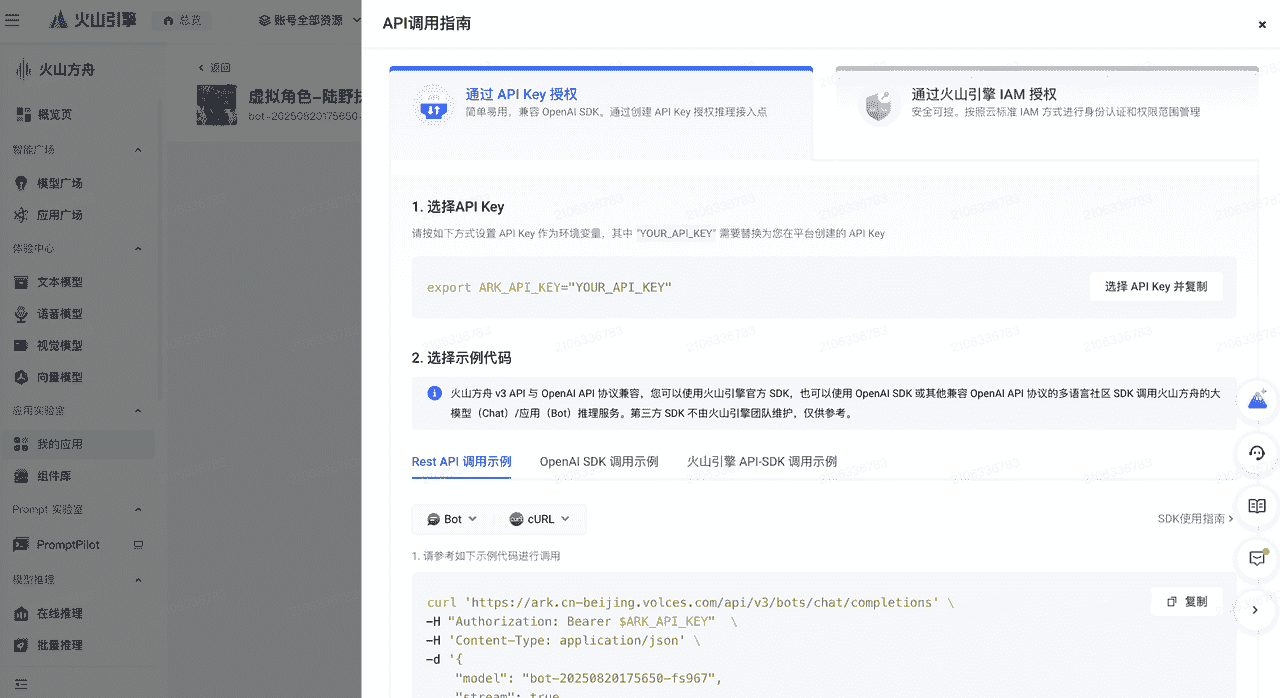 火山引擎
总览
账号全部资源
API调用指南
火山方舟
返回
虚拟角色-陆野
bot-20250820175650-
概览页
智能广场
模型广场
应用广场
体验中心
文本模型
语音模型
视觉模型
向量模型
应用实验室
我的应用
组件库
Prompt 实验室
PromptPilot
模型推理
在线推理
批量推理
通过 API Key 授权
简单易用，兼容 OpenAI SDK。通过创建 API Key 授权推理接入点
通过火山引擎 IAM 授权
安全可控。按照云标准 IAM 方式进行身份认证和权限范围管理
1. 选择API Key
请按如下方式设置 API Key 作为环境变量，其中 "YOUR_API_KEY" 需要替换为您在平台创建的 API Key
export ARK_API_KEY="YOUR_API_KEY"
选择 API Key 并复制
2. 选择示例代码
火山方舟 v3 API 与 OpenAI API 协议兼容，您可以使用火山引擎官方 SDK，也可以使用 OpenAI SDK 或其他兼容 OpenAI API 协议的多语言社区 SDK 调用火山方舟的大
模型（Chat）/应用（Bot）推理服务。第三方 SDK 不由火山引擎团队维护，仅供参考。
Rest API 调用示例
OpenAI SDK 调用示例
火山引擎 API-SDK 调用示例
Bot
cURL
SDK使用指南
1. 请参考如下示例代码进行调用
curl 'https://ark.cn-beijing.volces.com/api/v3/bots/chat/completions' \
-H "Authorization: Bearer $ARK_API_KEY" \
-H 'Content-Type: application/json' \
-d '{
"model": "bot-20250820175650-fs967",
"stream": true
复制
2106336783